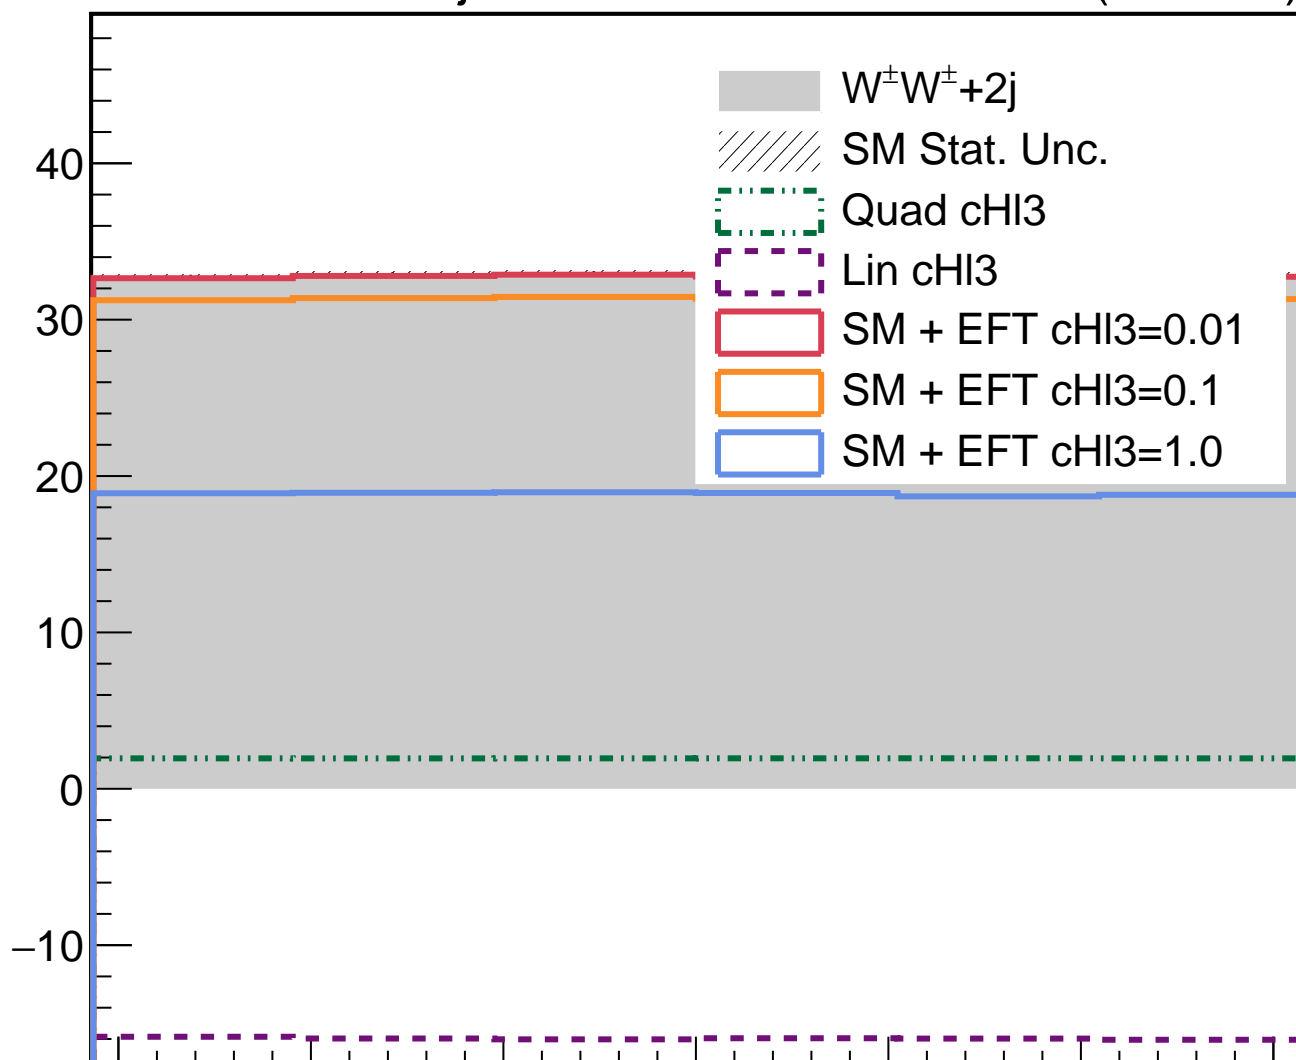 W±W±+2j
SM Stat. Unc.
Quad cHl3
Lin cHl3
SM + EFT cHl3=0.01
SM + EFT cHl3=0.1
SM + EFT cHl3=1.0
40
30
20
10
0
−10